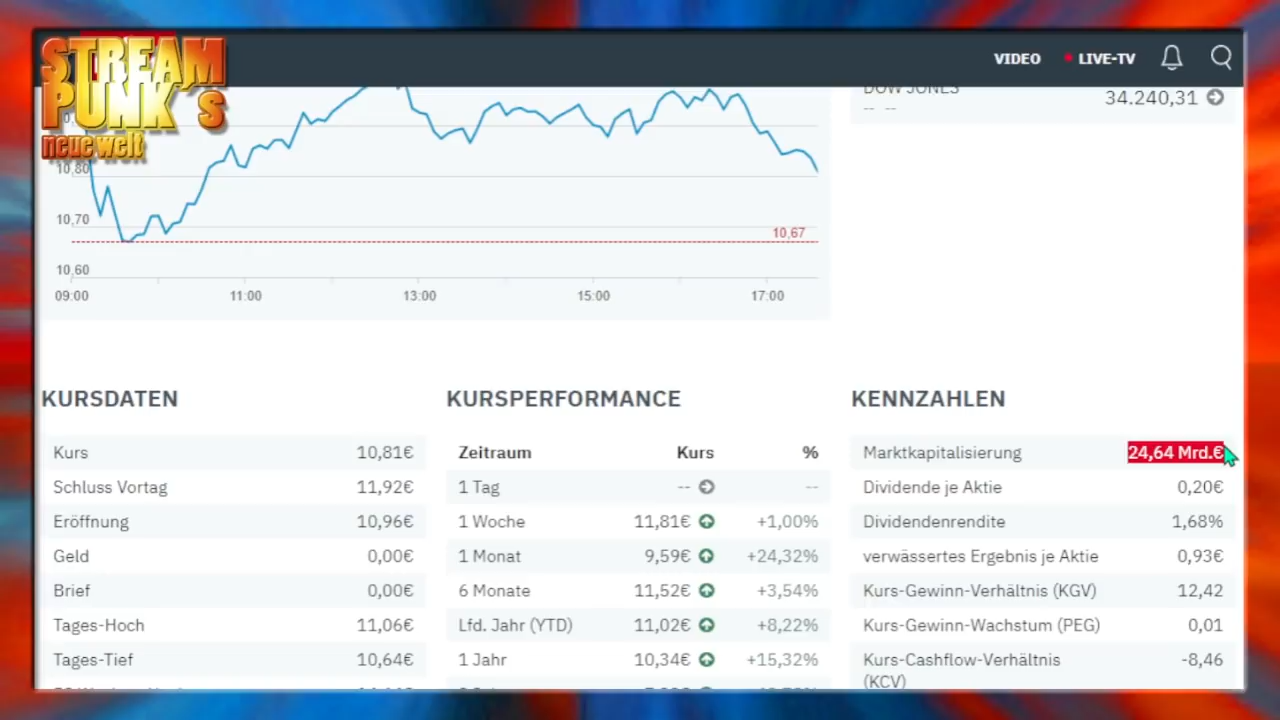 STREAM
PUNK´s
neue welt
VIDEO
LIVE-TV
DOW JONES
-- --
34.240,31
10,80
10,70
10,67
10,60
09:00
11:00
13:00
15:00
17:00
KURSDATEN
Kurs 10,81€
Schluss Vortag 11,92€
Eröffnung 10,96€
Geld 0,00€
Brief 0,00€
Tages-Hoch 11,06€
Tages-Tief 10,64€
KURSPERFORMANCE
Zeitraum Kurs %
1 Tag -- --
1 Woche 11,81€ +1,00%
1 Monat 9,59€ +24,32%
6 Monate 11,52€ +3,54%
Lfd. Jahr (YTD) 11,02€ +8,22%
1 Jahr 10,34€ +15,32%
KENNZAHLEN
Marktkapitalisierung 24,64 Mrd.€
Dividende je Aktie 0,20€
Dividendenrendite 1,68%
verwässertes Ergebnis je Aktie 0,93€
Kurs-Gewinn-Verhältnis (KGV) 12,42
Kurs-Gewinn-Wachstum (PEG) 0,01
Kurs-Cashflow-Verhältnis -8,46
(KCV)